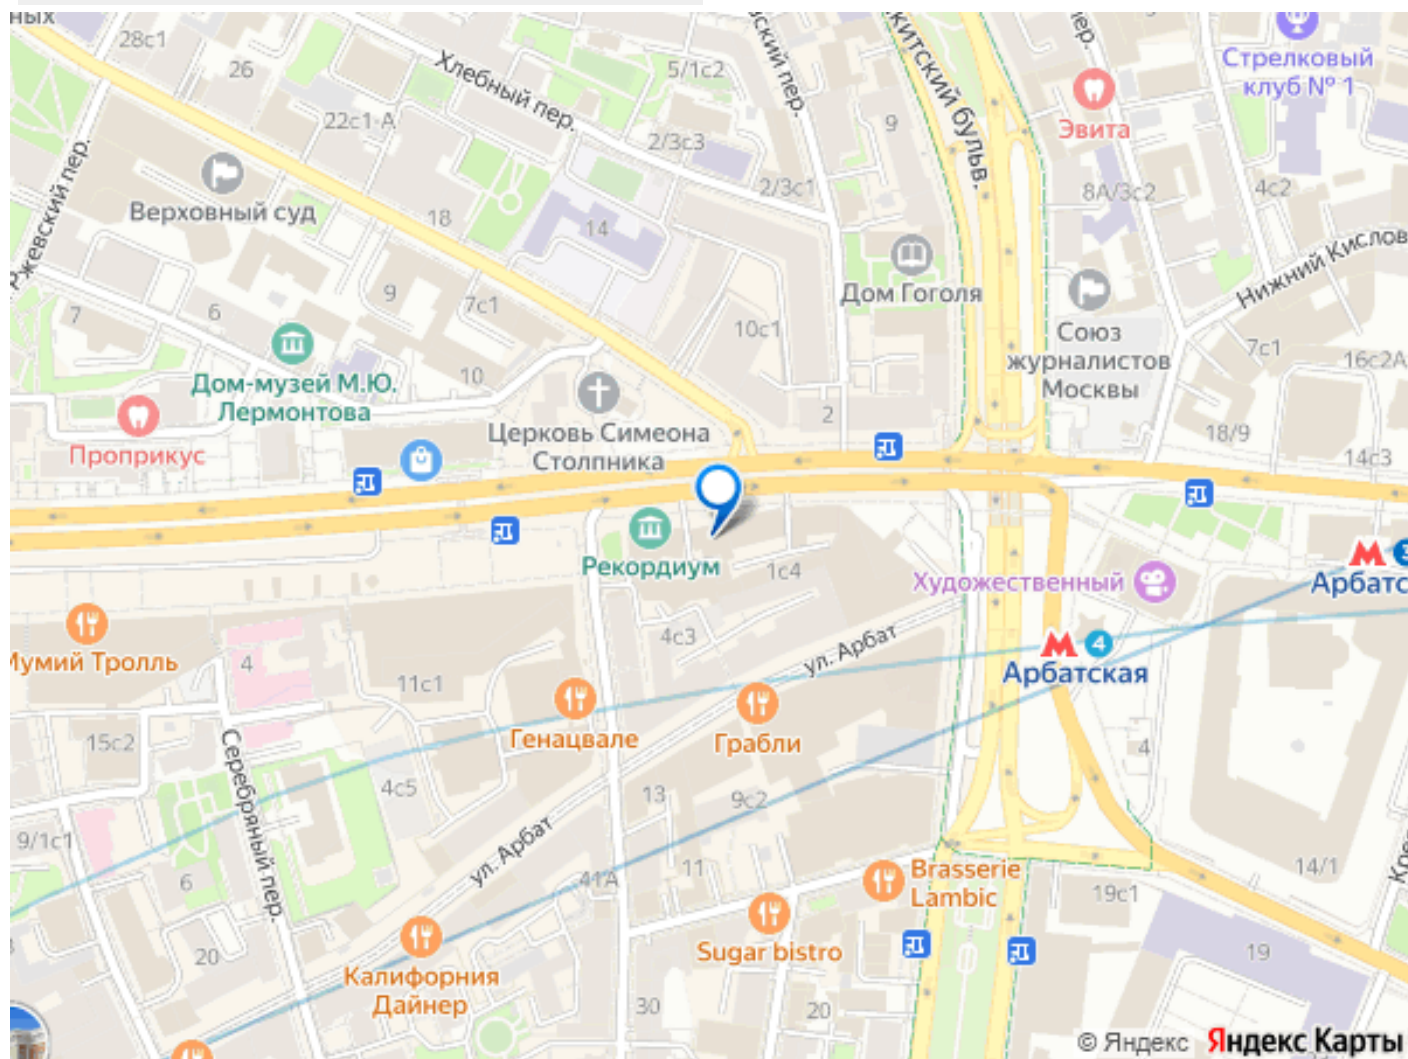 ных
28с1
26
Хлебный пер.
5/1с2
вский пер.
китский бульв.
пер.
Стрелковый
клуб № 1
Эвита
22с1-А
2/3с3
9
Ржевский пер.
Верховный суд
18
14
2/3с1
8А/3с2
4с2
Нижний Кислов
Дом Гоголя
Союз
журналистов
Москвы
7
6
9
7с1
10с1
7с1
16с2А
Дом-музей М.Ю.
Лермонтова
10
Проприкус
Церковь Симеона
Столпника
2
18/9
14с3
Рекордиум
1с4
Художественный
Арбатс
3
4с3
ул. Арбат
4
Арбатская
Мумий Тролль
4
11с1
Генацвале
Грабли
15с2
Серебряный пер.
4с5
13
9с2
4
9/1с1
6
ул. Арбат
41А
11
Brasserie
Lambic
19с1
14/1
Кре
20
Калифорния
Дайнер
Sugar bistro
19
30
20
© Яндекс Яндекс Карты